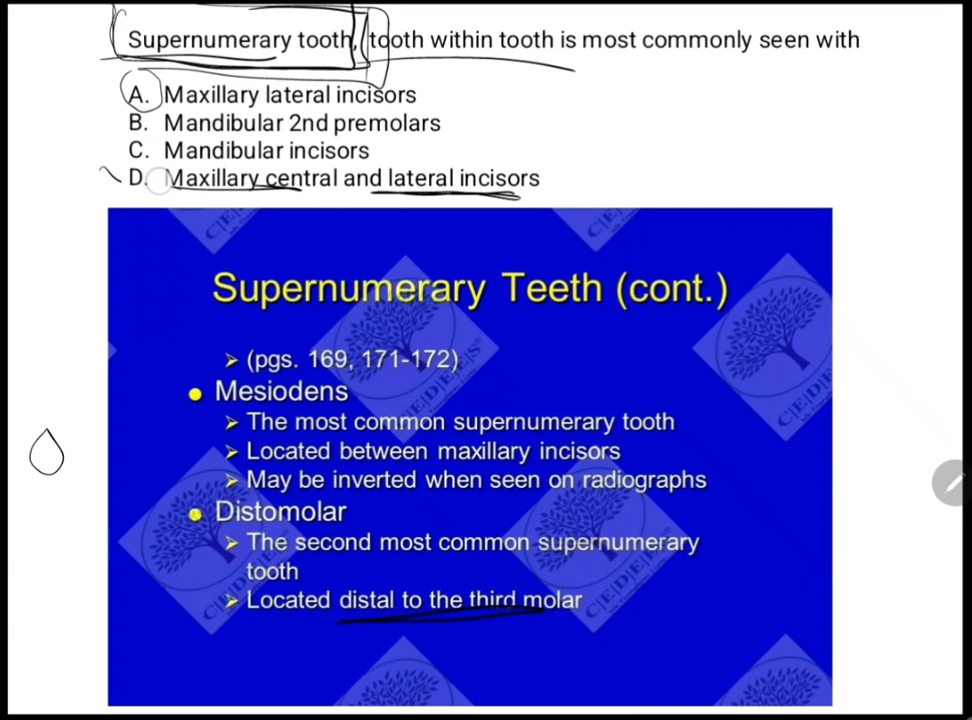 Supernumerary tooth, tooth within tooth is most commonly seen with
A. Maxillary lateral incisors
B. Mandibular 2nd premolars
C. Mandibular incisors
D. Maxillary central and lateral incisors
Supernumerary Teeth (cont.)
➢ (pgs. 169, 171-172)
● Mesiodens
➢ The most common supernumerary tooth
➢ Located between maxillary incisors
➢ May be inverted when seen on radiographs
● Distomolar
➢ The second most common supernumerary
tooth
➢ Located distal to the third molar